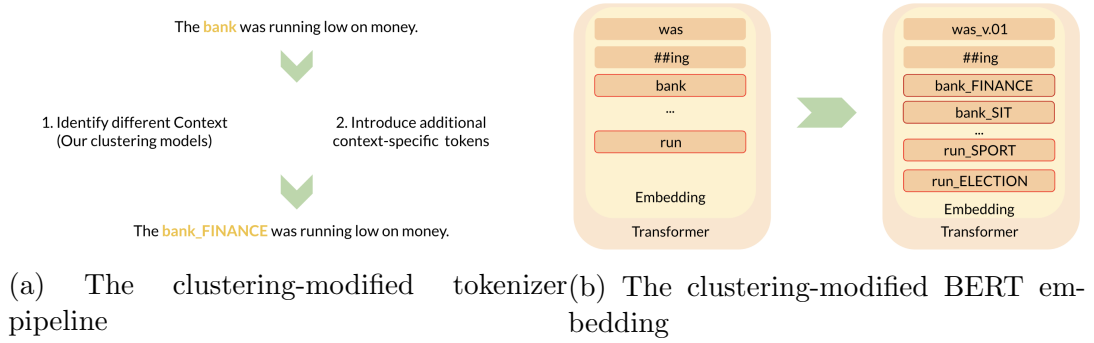 The bank was running low on money.
1. Identify different Context
(Our clustering models)
2. Introduce additional
context-specific tokens
The bank_FINANCE was running low on money.
(a) The clustering-modified tokenizer
pipeline
was
##ing
bank
...
run
Embedding
Transformer
was_v.01
##ing
bank_FINANCE
bank_SIT
...
run_SPORT
run_ELECTION
Embedding
Transformer
(b) The clustering-modified BERT em-
bedding